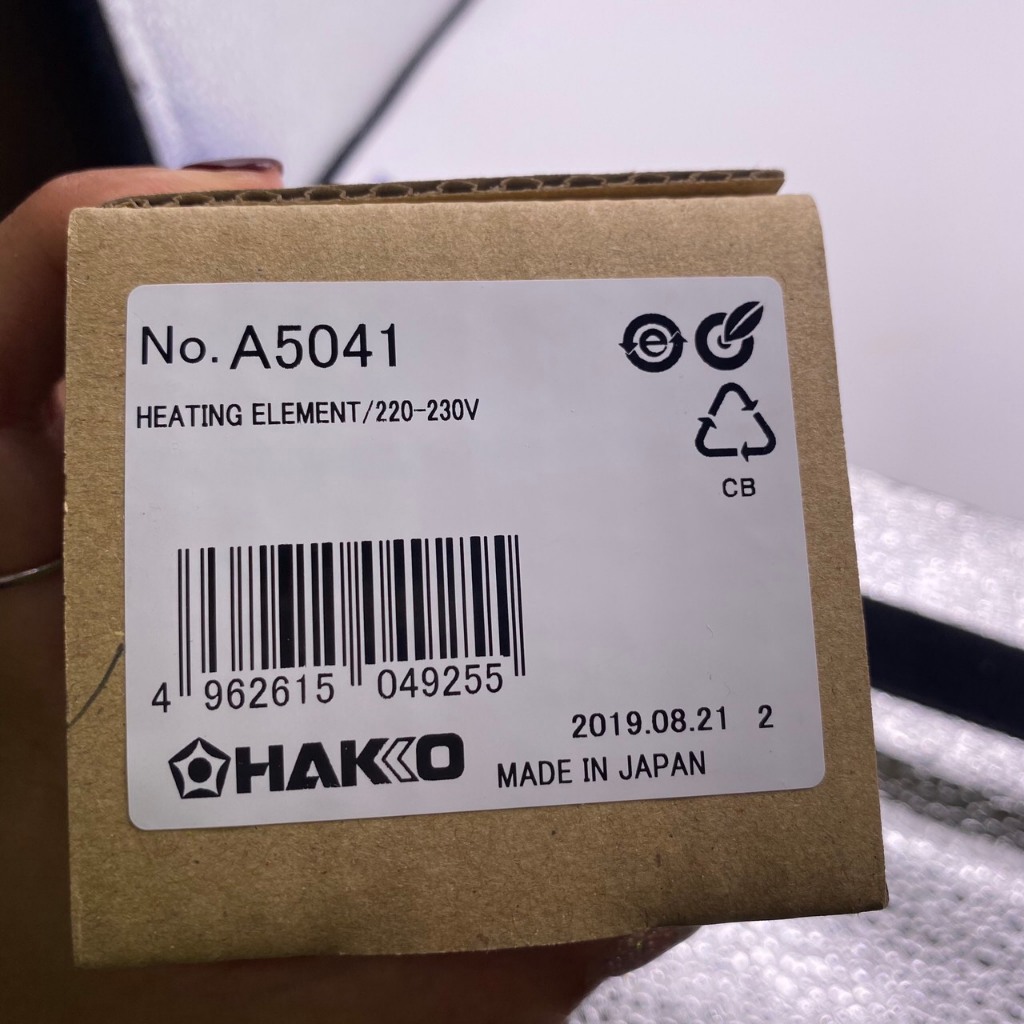 No. A5041
HEATING ELEMENT/220-230V
e
CB
4 962615 049255
2019.08.21 2
HAKKO
MADE IN JAPAN